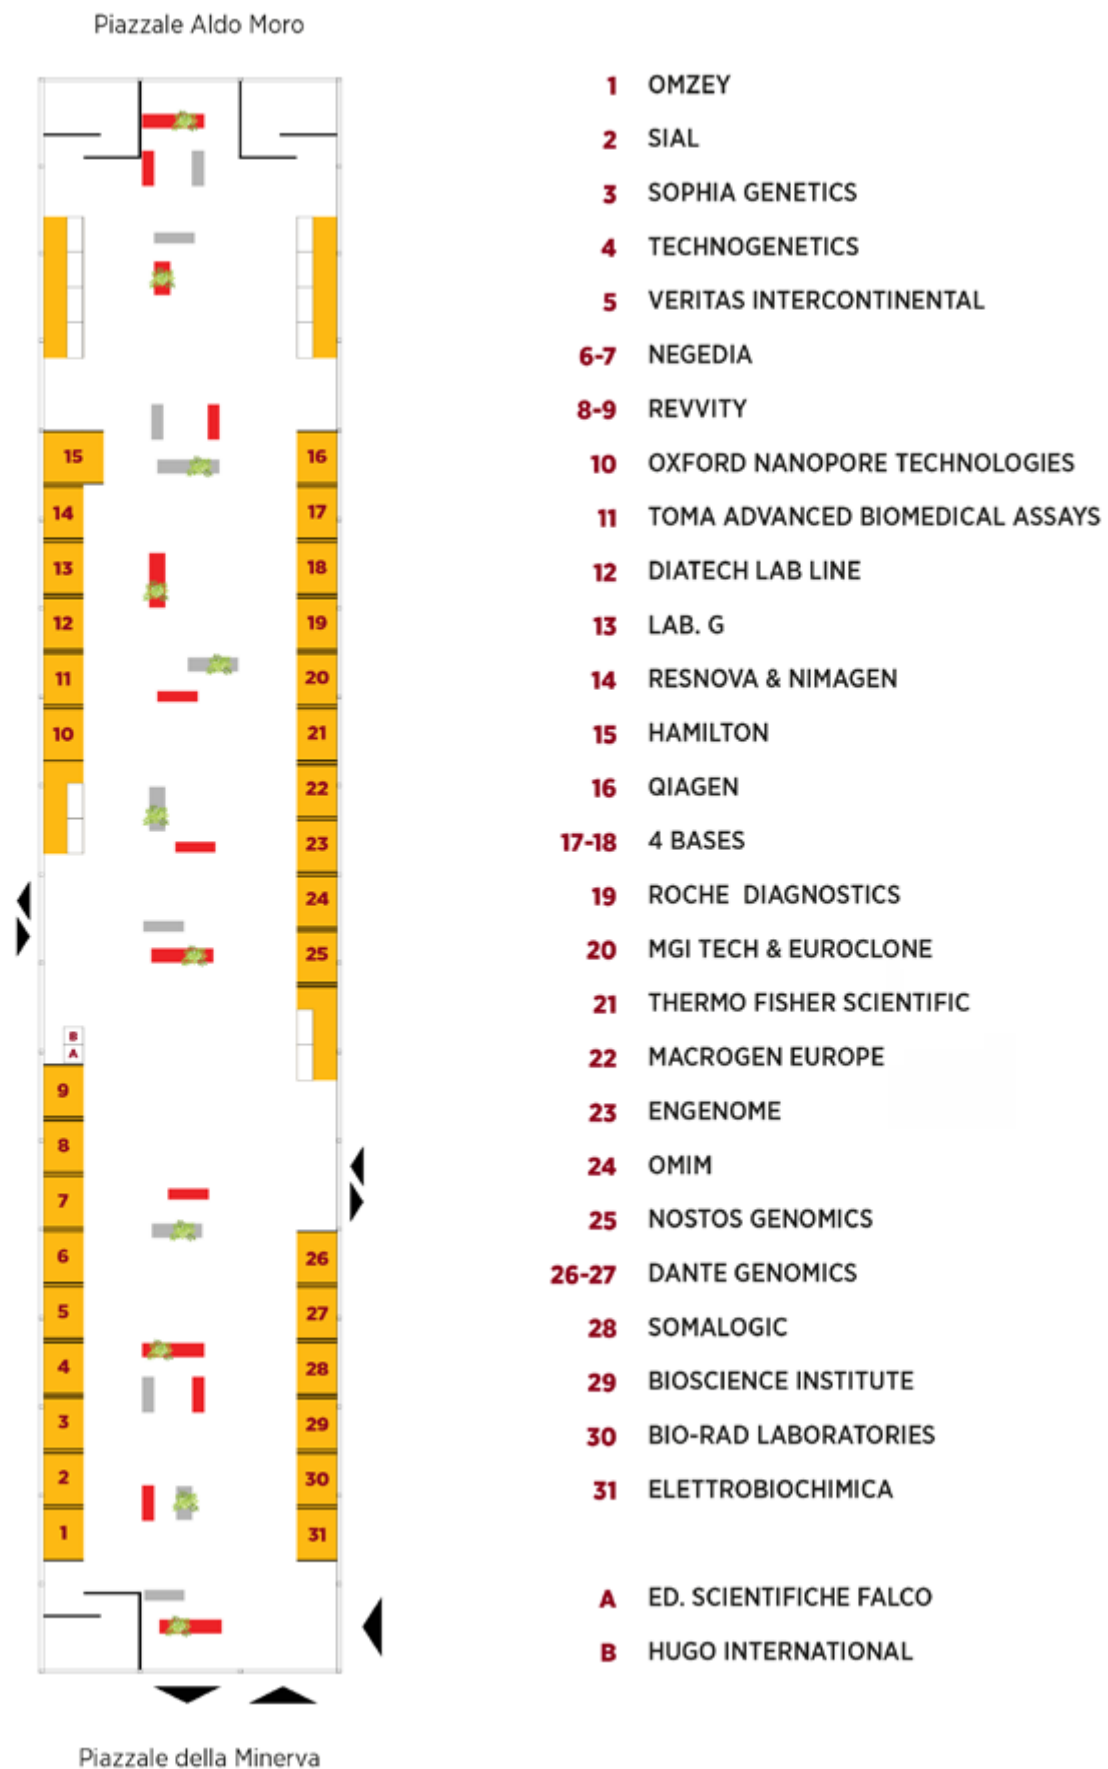 Piazzale Aldo Moro
15
14
13
12
11
10
B
A
9
8
7
6
5
4
3
2
1
16
17
18
19
20
21
22
23
24
25
26
27
28
29
30
31
Piazzale della Minerva
1 OMZEY
2 SIAL
3 SOPHIA GENETICS
4 TECHNOGENETICS
5 VERITAS INTERCONTINENTAL
6-7 NEGEDIA
8-9 REVVITY
10 OXFORD NANOPORE TECHNOLOGIES
11 TOMA ADVANCED BIOMEDICAL ASSAYS
12 DIATECH LAB LINE
13 LAB. G
14 RESNOVA & NIMAGEN
15 HAMILTON
16 QIAGEN
17-18 4 BASES
19 ROCHE DIAGNOSTICS
20 MGI TECH & EUROCLONE
21 THERMO FISHER SCIENTIFIC
22 MACROGEN EUROPE
23 ENGENOME
24 OMIM
25 NOSTOS GENOMICS
26-27 DANTE GENOMICS
28 SOMALOGIC
29 BIOSCIENCE INSTITUTE
30 BIO-RAD LABORATORIES
31 ELETTROBIOCHIMICA
A ED. SCIENTIFICHE FALCO
B HUGO INTERNATIONAL